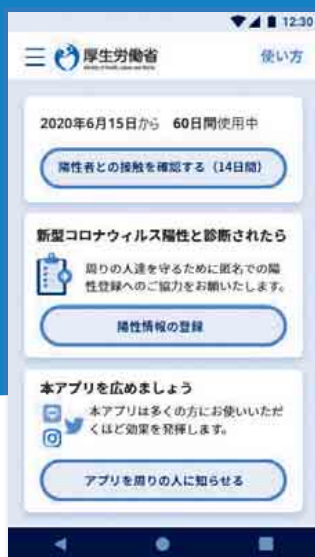 12:30
厚生労働省
使い方
2020年6月15日から 60日間使用中
陽性者との接触を確認する（14日間）
新型コロナウィルス陽性と診断されたら
周りの人達を守るために匿名での陽
性登録へのご協力をお願いたします。
陽性情報の登録
本アプリを広めましょう
本アプリは多くの方にお使いいただ
くほど効果を発揮します。
アプリを周りの人に知らせる